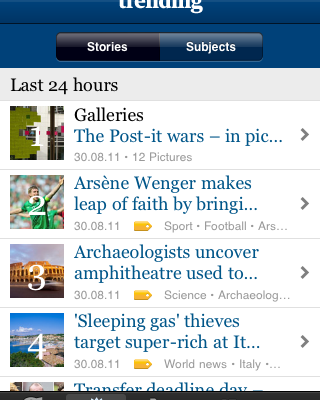 trending
Stories
Subjects
Last 24 hours
1
Galleries
The Post-it wars – in pic...
30.08.11 • 12 Pictures
2
Arsène Wenger makes
leap of faith by bringi...
30.08.11 Sport • Football • Ars...
3
Archaeologists uncover
amphitheatre used to...
30.08.11 Science • Archaeolog...
4
'Sleeping gas' thieves
target super-rich at It...
30.08.11 World news • Italy •...
Transfer deadline day –